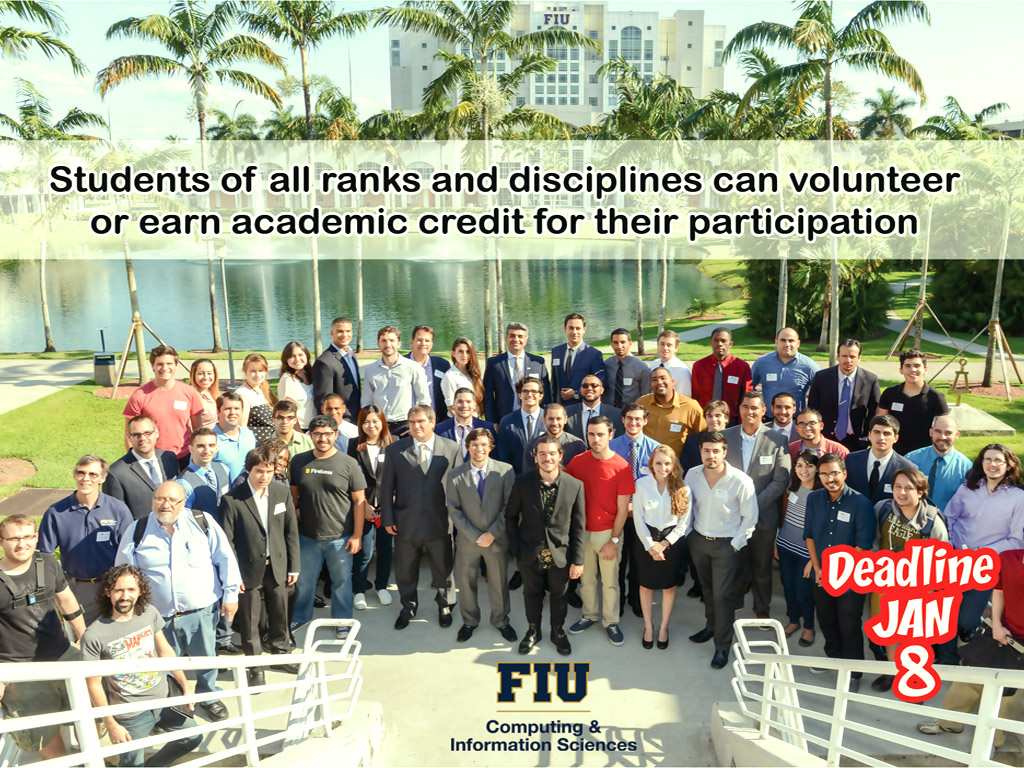 FIU
Students of all ranks and disciplines can volunteer
or earn academic credit for their participation
Firebase
Deadline
JAN
8
FIU
Computing &
Information Sciences